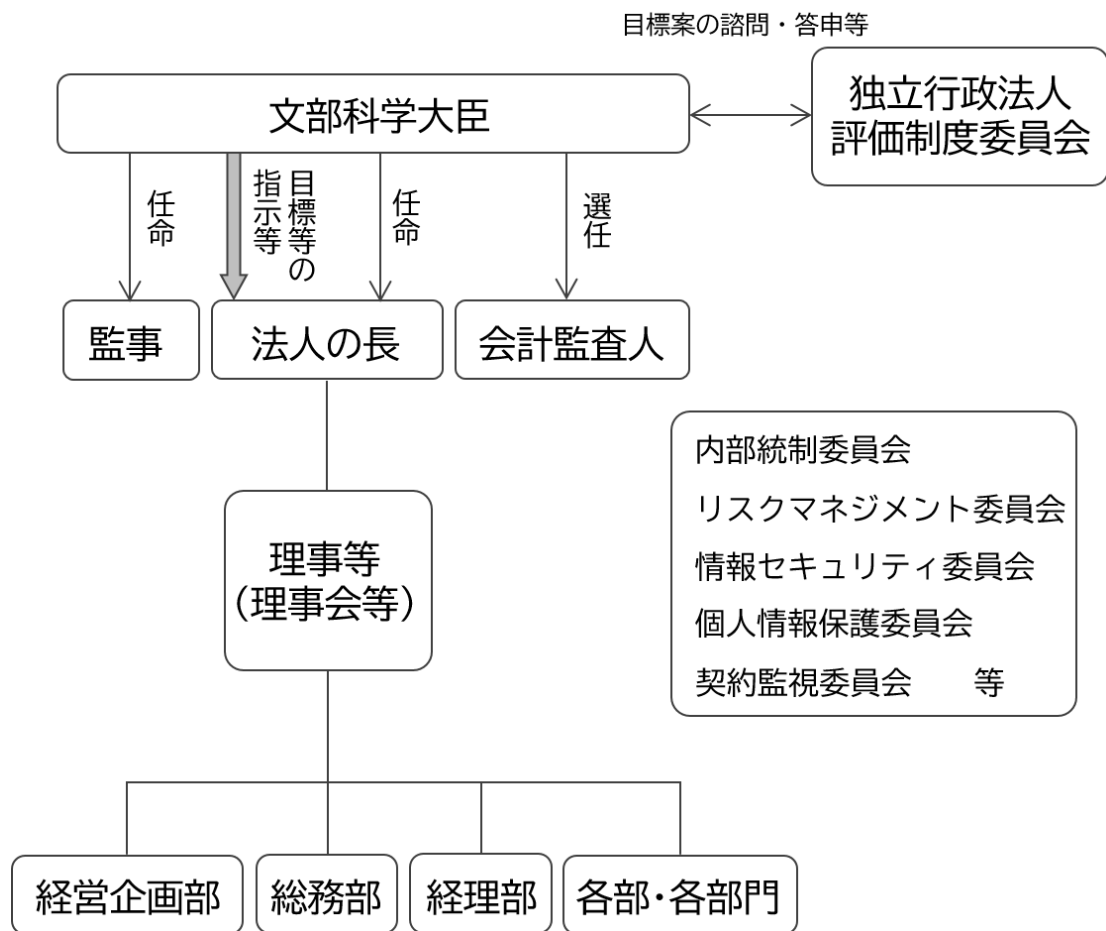 目標案の諮問・答申等
文部科学大臣
独立行政法人
評価制度委員会
任命
目標等の
指示等
任命
選任
監事
法人の長
会計監査人
内部統制委員会
リスクマネジメント委員会
情報セキュリティ委員会
個人情報保護委員会
契約監視委員会　　等
理事等
（理事会等）
経営企画部
総務部
経理部
各部・各部門